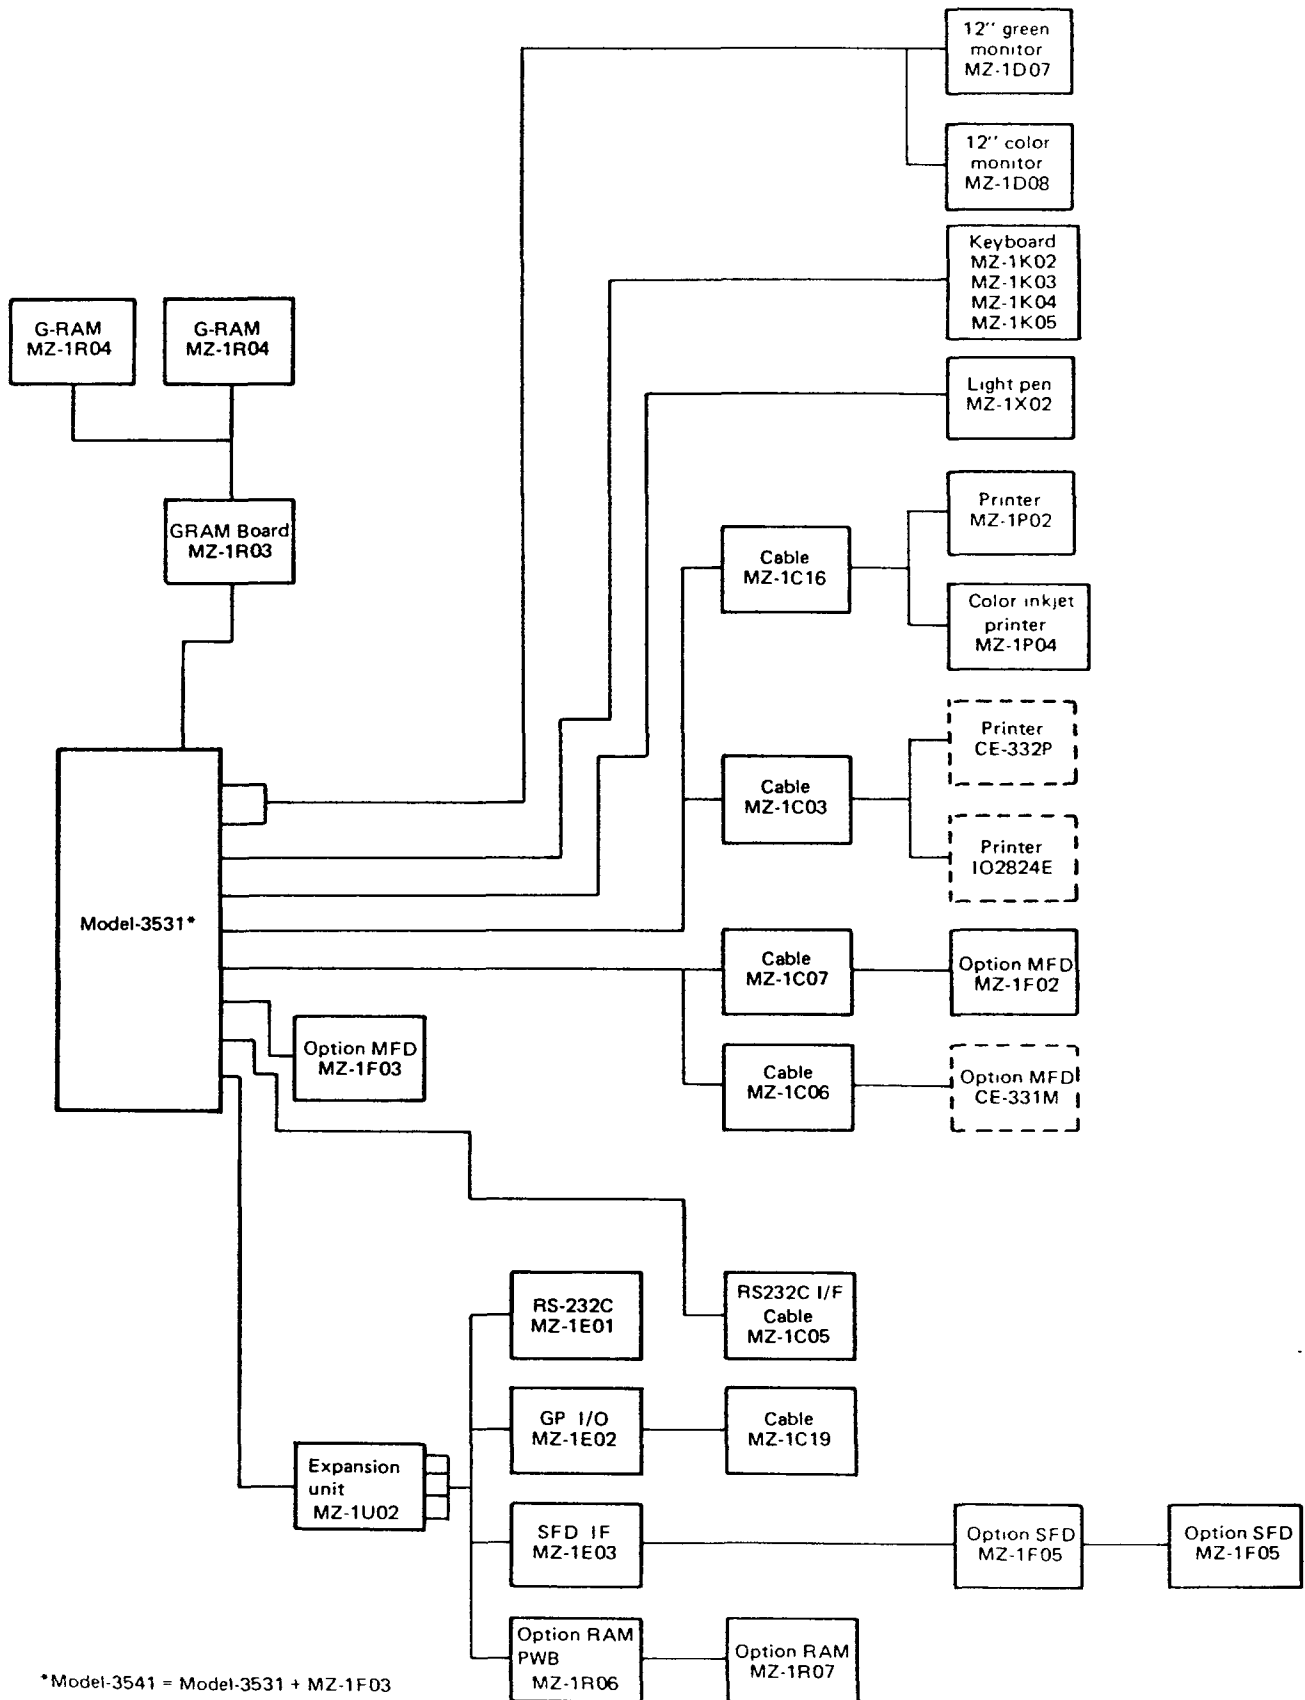 12’’ green
monitor
MZ-1D07
12’’ color
monitor
MZ-1D08
Keyboard
MZ-1K02
MZ-1K03
MZ-1K04
MZ-1K05
G-RAM
MZ-1R04
G-RAM
MZ-1R04
Light pen
MZ-1X02
GRAM Board
MZ-1R03
Printer
MZ-1P02
Cable
MZ-1C16
Color inkjet
printer
MZ-1P04
Printer
CE-332P
Cable
MZ-1C03
Printer
IO2824E
Model-3531*
Cable
MZ-1C07
Option MFD
MZ-1F02
Option MFD
MZ-1F03
Cable
MZ-1C06
Option MFD
CE-331M
RS-232C
MZ-1E01
RS232C I/F
Cable
MZ-1C05
GP I/O
MZ-1E02
Cable
MZ-1C19
Expansion
unit
MZ-1U02
SFD IF
MZ-1E03
Option SFD
MZ-1F05
Option SFD
MZ-1F05
Option RAM
PWB
MZ-1R06
Option RAM
MZ-1R07
*Model-3541 = Model-3531 + MZ-1F03